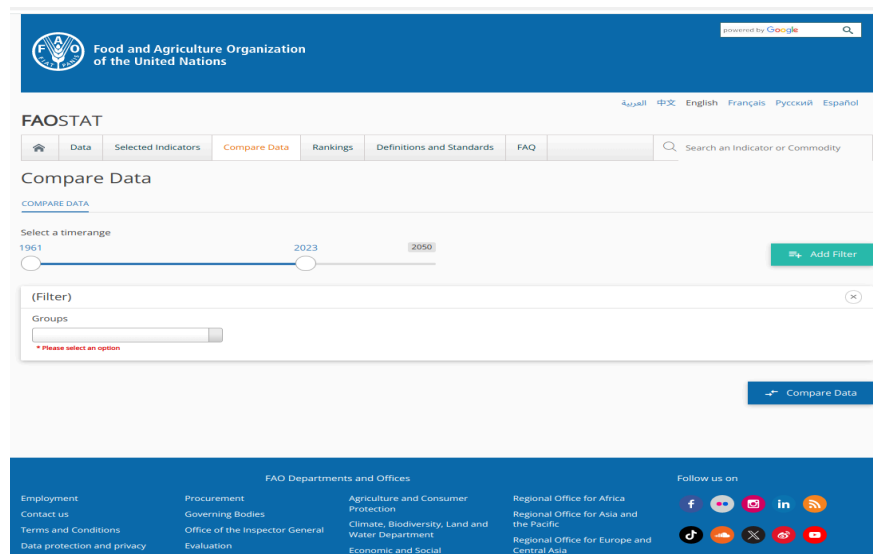 powered by Google
FIAT PANIS
Food and Agriculture Organization
of the United Nations
العربية 中文 English Français Русский Español
FAOSTAT
Data Selected Indicators Compare Data Rankings Definitions and Standards FAQ Search an Indicator or Commodity
Compare Data
COMPARE DATA
Select a timerange
1961 2023 2050
Add Filter
(Filter)
Groups
* Please select an option
Compare Data
FAO Departments and Offices Follow us on
Employment Procurement Agriculture and Consumer Regional Office for Africa
Protection
Contact us Governing Bodies Regional Office for Asia and
the Pacific
Terms and Conditions Office of the Inspector General Climate, Biodiversity, Land and
Water Department
Data protection and privacy Evaluation Regional Office for Europe and
Economic and Social Central Asia